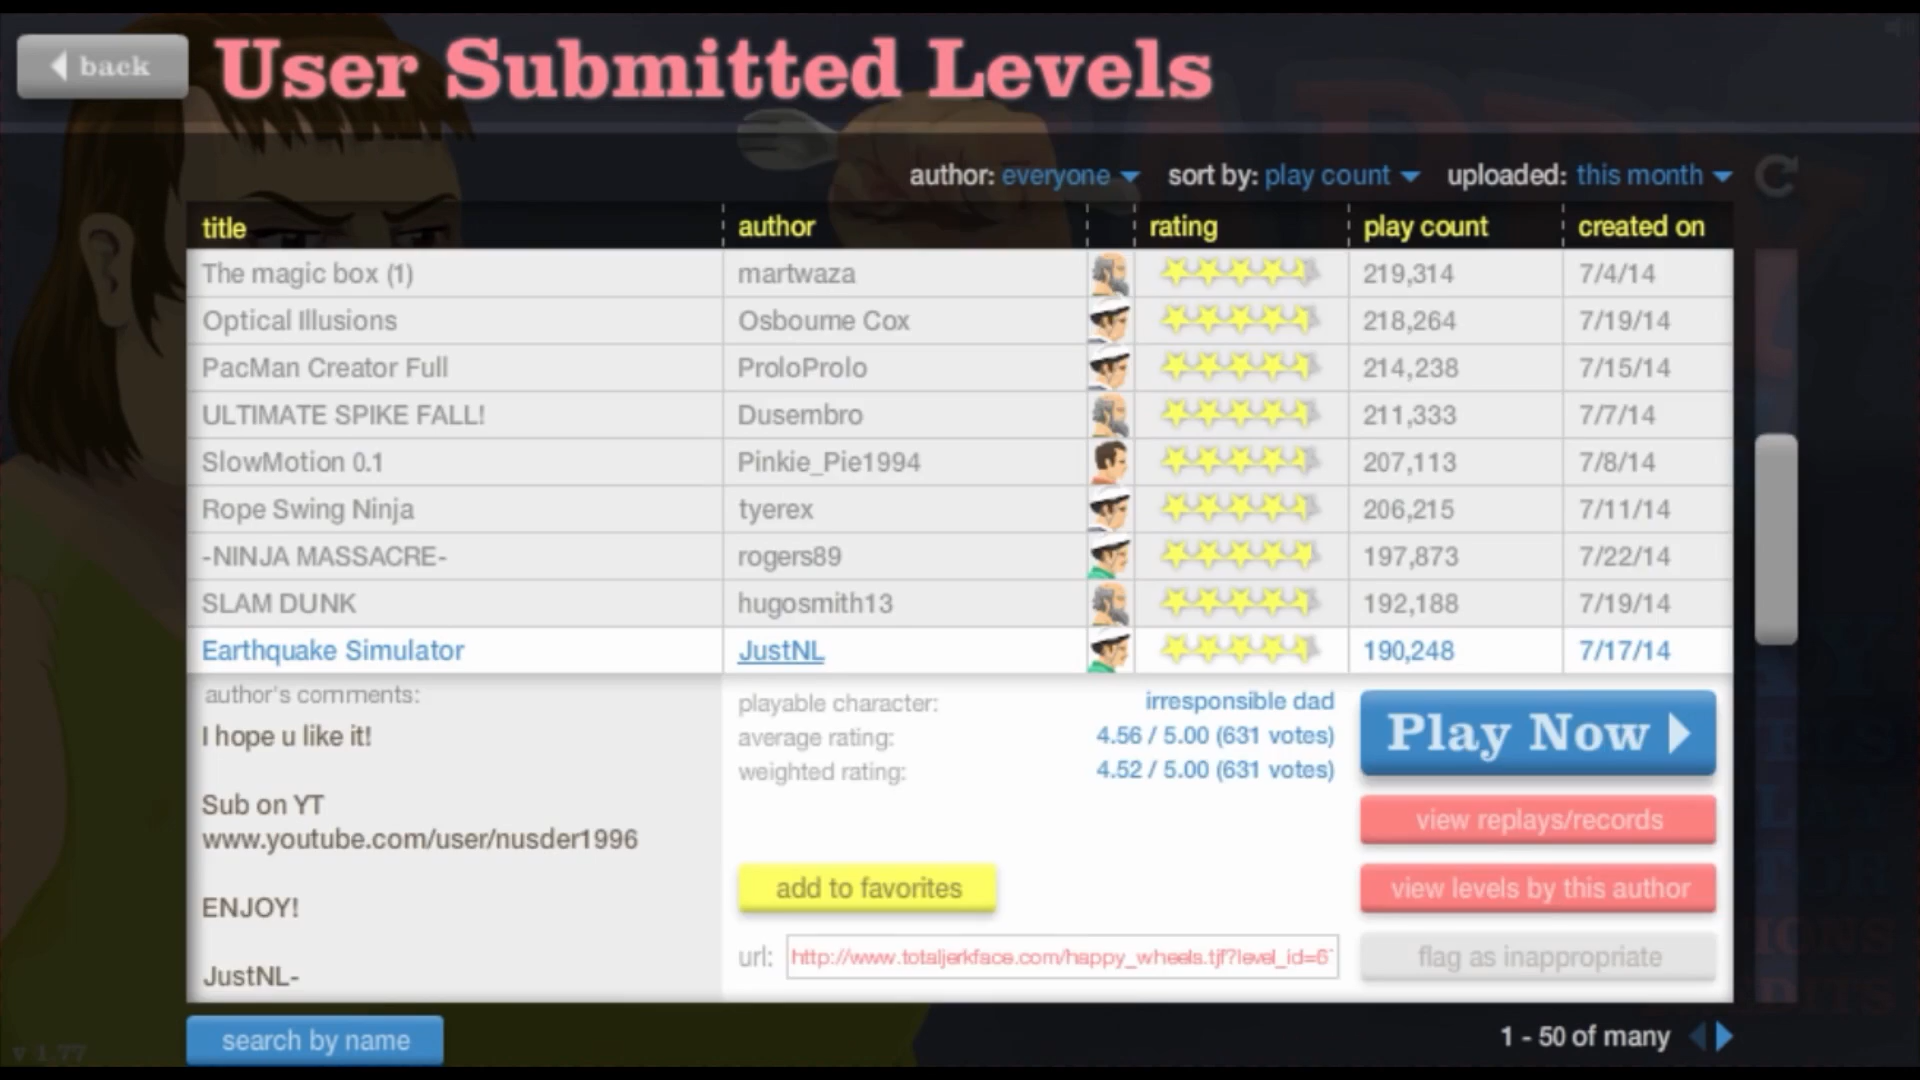 back
User Submitted Levels
author: everyone sort by: play count uploaded: this month
title author rating play count created on
The magic box (1) martwaza 219,314 7/4/14
Optical Illusions Osbourne Cox 218,264 7/19/14
PacMan Creator Full ProloProlo 214,238 7/15/14
ULTIMATE SPIKE FALL! Dusembro 211,333 7/7/14
SlowMotion 0.1 Pinkie_Pie1994 207,113 7/8/14
Rope Swing Ninja tyerex 206,215 7/11/14
-NINJA MASSACRE- rogers89 197,873 7/22/14
SLAM DUNK hugosmith13 192,188 7/19/14
Earthquake Simulator JustNL 190,248 7/17/14
author's comments:
I hope u like it!
Sub on YT
www.youtube.com/user/nusder1996
ENJOY!
JustNL-
playable character: irresponsible dad
average rating: 4.56 / 5.00 (631 votes)
weighted rating: 4.52 / 5.00 (631 votes)
add to favorites
url: http://www.totaljerkface.com/happy_wheels.tjf?level_id=6
Play Now
view replays/records
view levels by this author
flag as inappropriate
search by name
1 - 50 of many
v 1.77